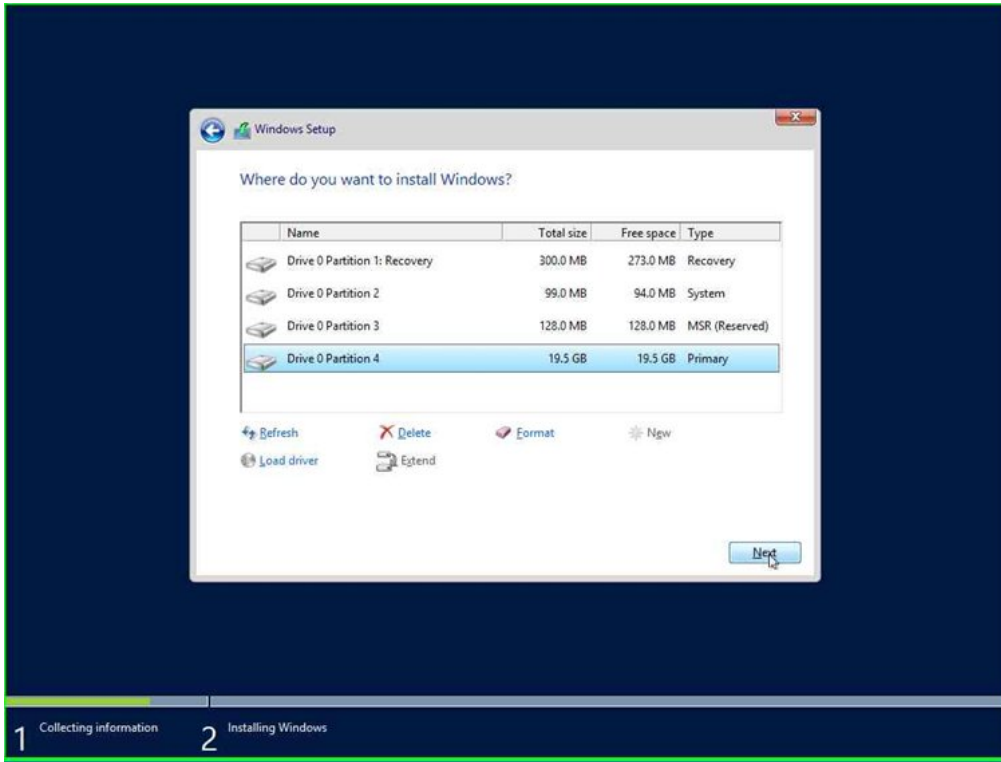 Windows Setup
Where do you want to install Windows?
Name Total size Free space Type
Drive 0 Partition 1: Recovery 300.0 MB 273.0 MB Recovery
Drive 0 Partition 2 99.0 MB 94.0 MB System
Drive 0 Partition 3 128.0 MB 128.0 MB MSR (Reserved)
Drive 0 Partition 4 19.5 GB 19.5 GB Primary
Refresh Delete Format New
Load driver Extend
Next
1 Collecting information 2 Installing Windows